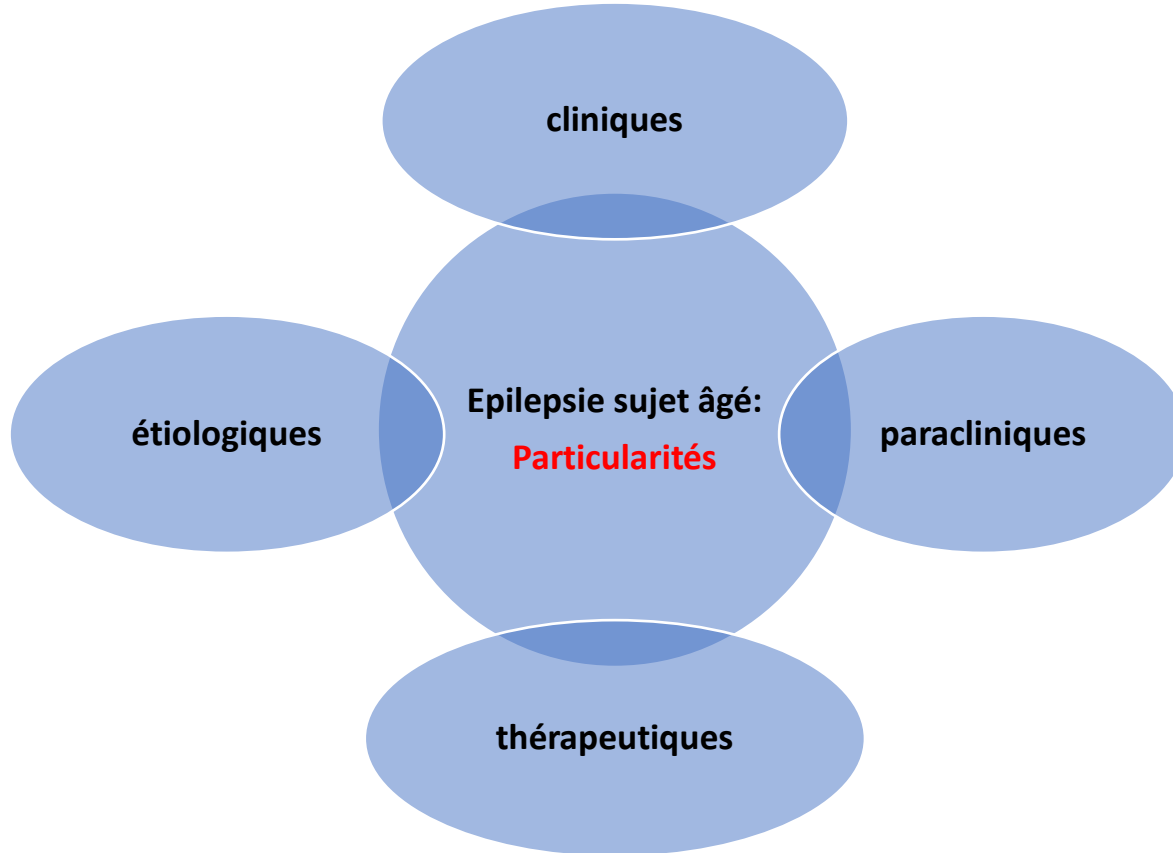 cliniques
étiologiques
Epilepsie sujet âgé:
Particularités
paracliniques
thérapeutiques